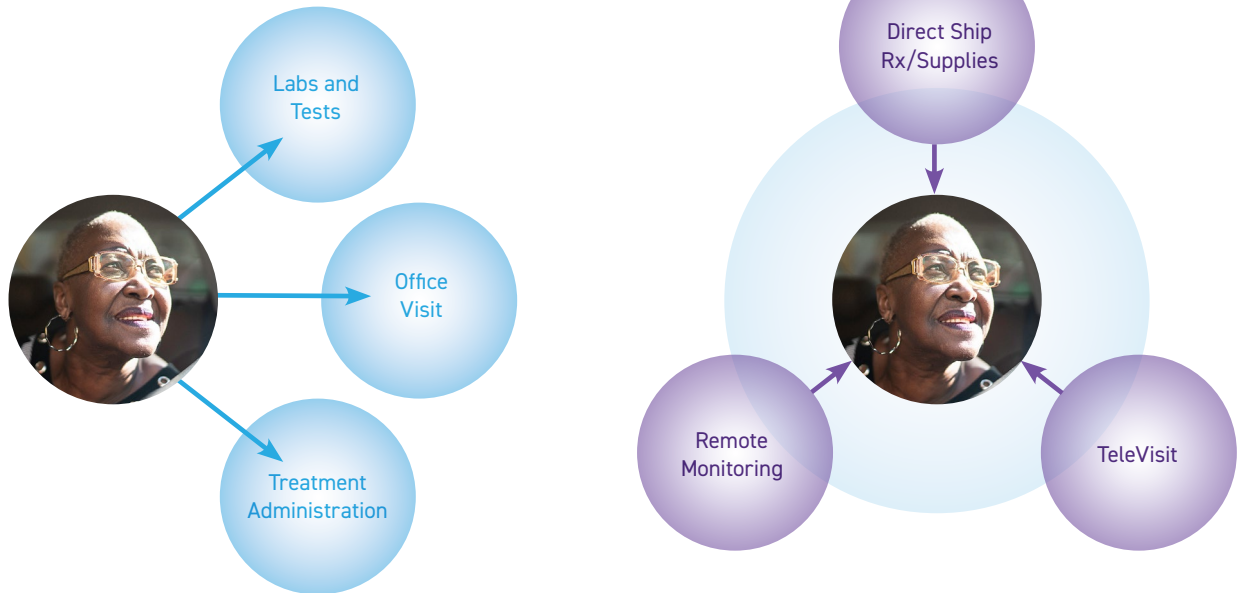 Labs and
Tests
Office
Visit
Treatment
Administration
Direct Ship
Rx/Supplies
Remote
Monitoring
TeleVisit